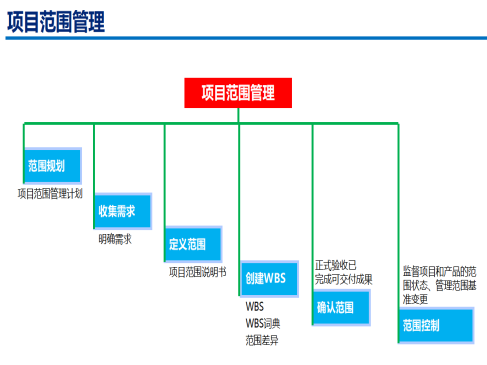 项目范围管理
项目范围管理
范围规划
项目范围管理计划
收集需求
明确需求
定义范围
项目范围说明书
创建WBS
WBS
WBS词典
范围差异
正式验收已
完成可交付成果
确认范围
监督项目和产品的范
围状态、管理范围基
准变更
范围控制